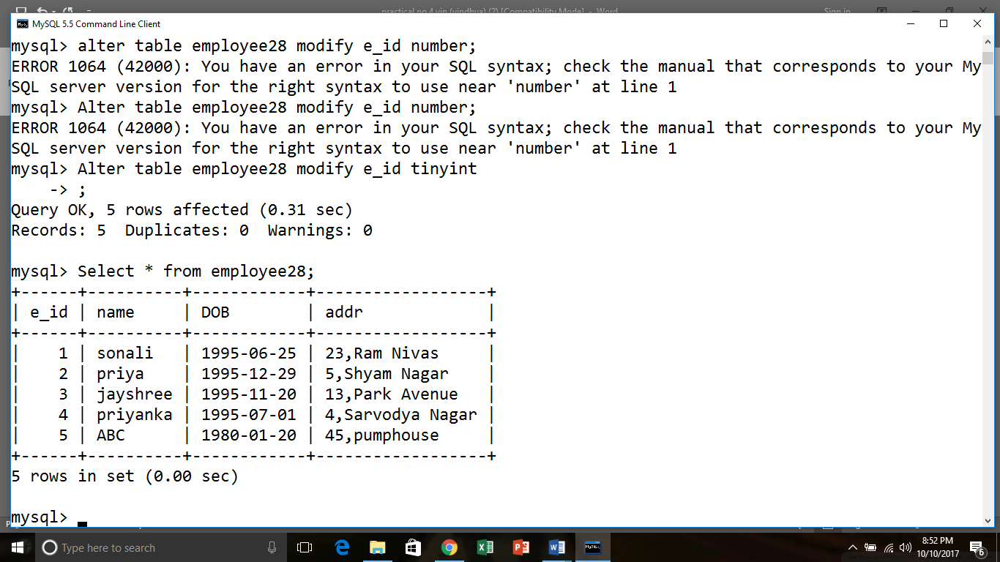 practical no 4 vin (vindhya) (2) [Compatibility Mode] - Word
Sign in
MySQL 5.5 Command Line Client
mysql> alter table employee28 modify e_id number;
ERROR 1064 (42000): You have an error in your SQL syntax; check the manual that corresponds to your My
SQL server version for the right syntax to use near 'number' at line 1
mysql> Alter table employee28 modify e_id number;
ERROR 1064 (42000): You have an error in your SQL syntax; check the manual that corresponds to your My
SQL server version for the right syntax to use near 'number' at line 1
mysql> Alter table employee28 modify e_id tinyint
    -> ;
Query OK, 5 rows affected (0.31 sec)
Records: 5  Duplicates: 0  Warnings: 0
mysql> Select * from employee28;
+------+----------+------------+------------------+
| e_id | name     | DOB        | addr             |
+------+----------+------------+------------------+
|    1 | sonali   | 1995-06-25 | 23,Ram Nivas     |
|    2 | priya    | 1995-12-29 | 5,Shyam Nagar    |
|    3 | jayshree | 1995-11-20 | 13,Park Avenue   |
|    4 | priyanka | 1995-07-01 | 4,Sarvodya Nagar |
|    5 | ABC      | 1980-01-20 | 45,pumphouse     |
+------+----------+------------+------------------+
5 rows in set (0.00 sec)
mysql>
Type here to search
8:52 PM
10/10/2017
6